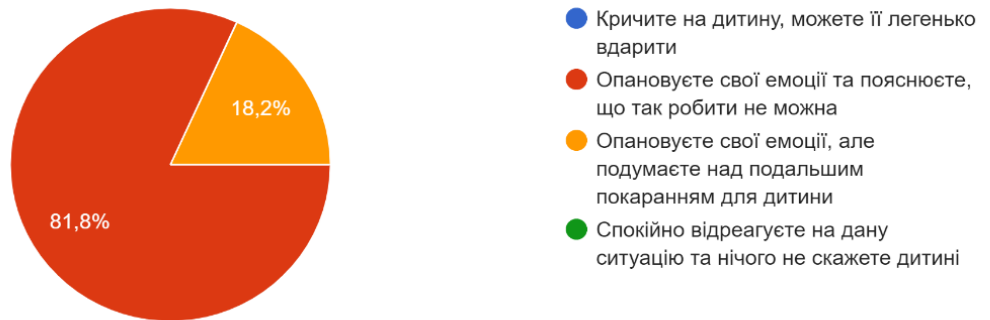 18,2%
81,8%
Кричите на дитину, можете її легенько
вдарити
Опановуєте свої емоції та пояснюєте,
що так робити не можна
Опановуєте свої емоції, але
подумаєте над подальшим
покаранням для дитини
Спокійно відреагуєте на дану
ситуацію та нічого не скажете дитині